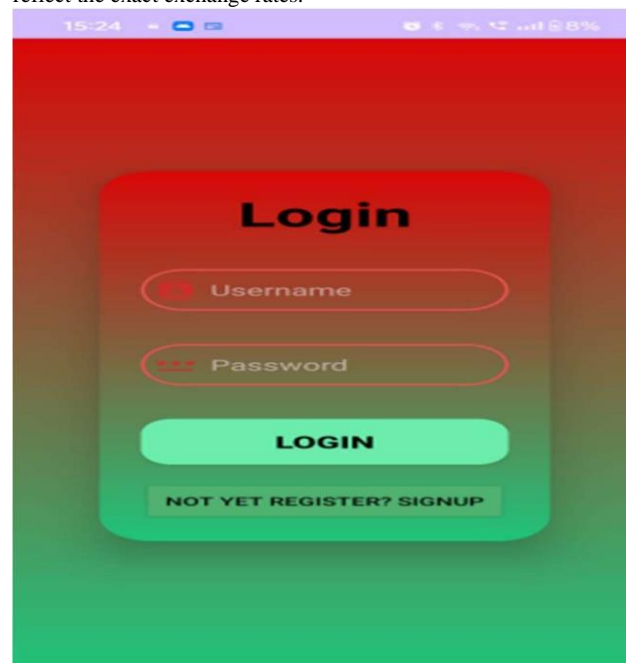 reflect the exact exchange rates.
15:24
8%
Login
Username
Password
LOGIN
NOT YET REGISTER? SIGNUP